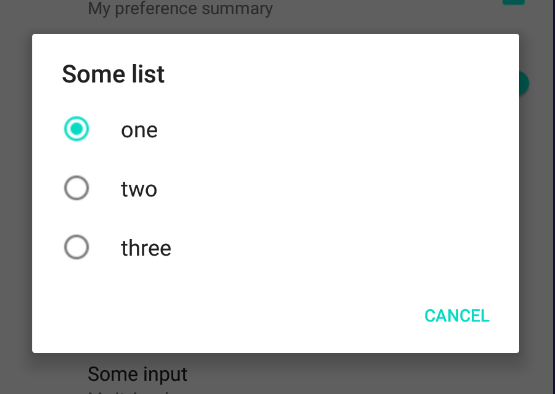 My preference summary
Some list
one
two
three
CANCEL
Some input